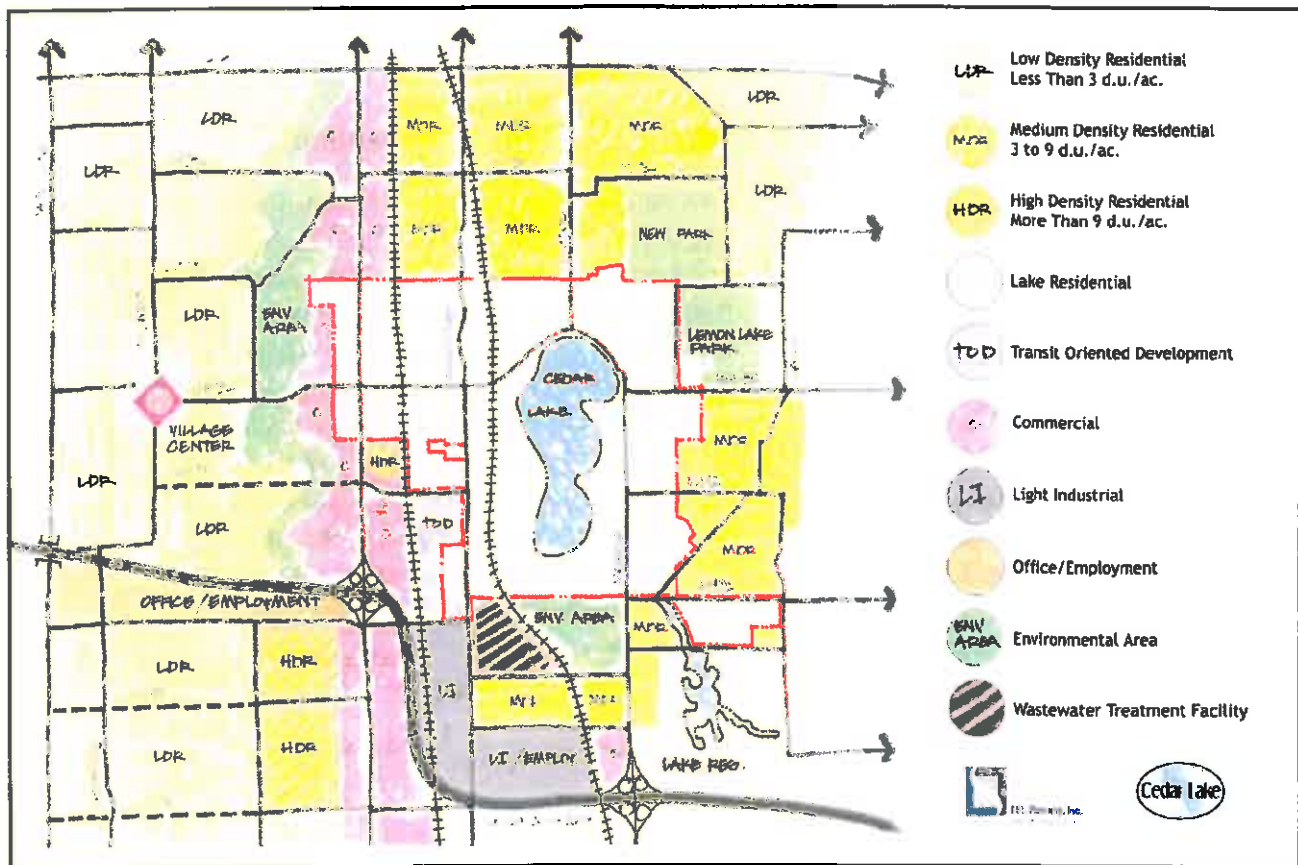 LDR
LDR
LDR
LDR
C
C
MDR
MDR
MDR
LDR
LDR
MDR
NEW PARK
LDR
ENV
AREA
LEMON LAKE
PARK
CEDAR
LAKE
C
VILLAGE
CENTER
C
HDR
MDR
LDR
LDR
TOD
MDR
OFFICE / EMPLOYMENT
ENV AREA
MDR
LDR
HDR
LI
LDR
HDR
LI / EMPLOY
C
LAKE RES.
LDR
Low Density Residential
Less Than 3 d.u./ac.
MDR
Medium Density Residential
3 to 9 d.u./ac.
HDR
High Density Residential
More Than 9 d.u./ac.
Lake Residential
TOD
Transit Oriented Development
C
Commercial
LI
Light Industrial
Office/Employment
ENV
AREA
Environmental Area
Wastewater Treatment Facility
Cedar Lake